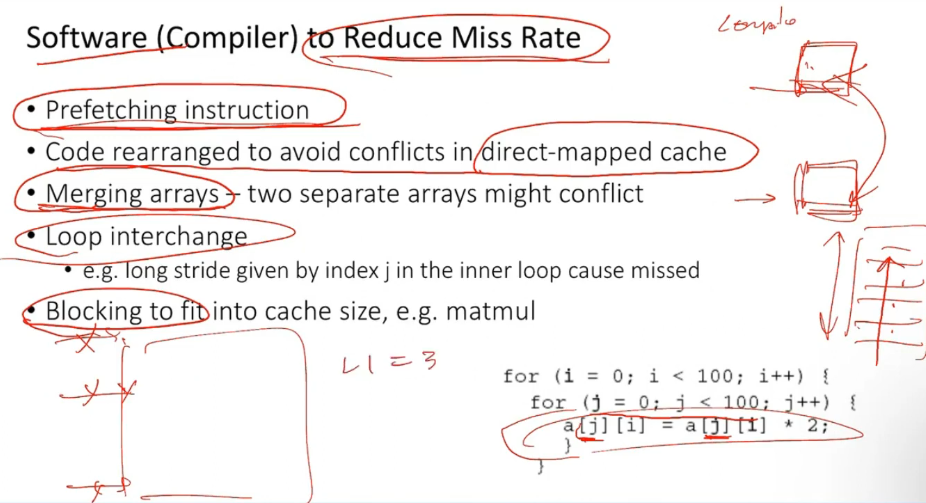 Software (Compiler) to Reduce Miss Rate
• Prefetching instruction
• Code rearranged to avoid conflicts in direct-mapped cache
• Merging arrays – two separate arrays might conflict
• Loop interchange
• e.g. long stride given by index j in the inner loop cause missed
• Blocking to fit into cache size, e.g. matmul
L1 = 3
for (i = 0; i < 100; i++) {
for (j = 0; j < 100; j++) {
a[j][i] = a[j][i] * 2;
}
}